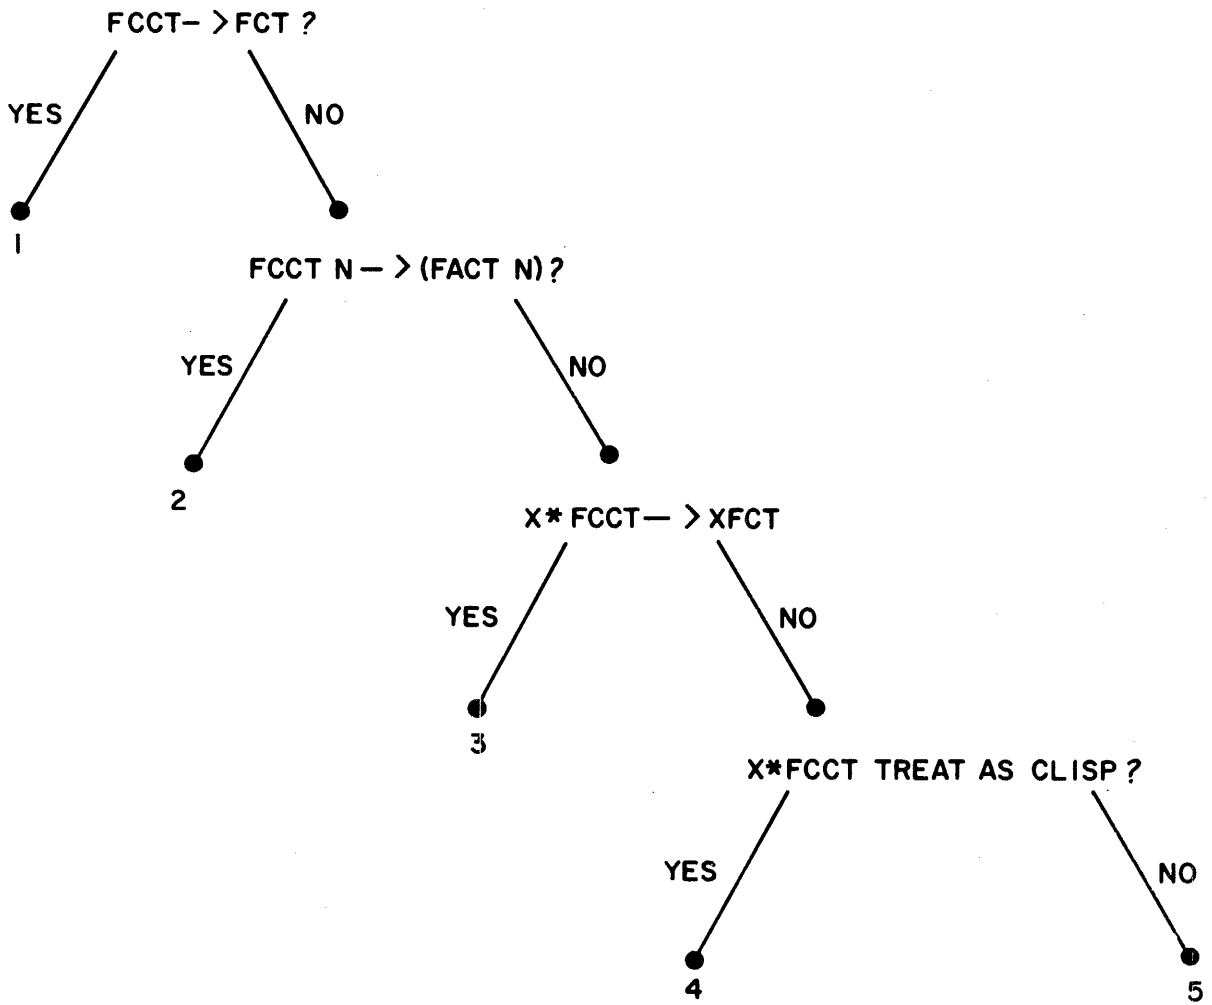 FCCT— >FCT ?
YES
NO
1
FCCT N— >(FACT N)?
YES
NO
2
X*FCCT— >XFCT
YES
NO
3
X*FCCT TREAT AS CLISP ?
YES
NO
4
5